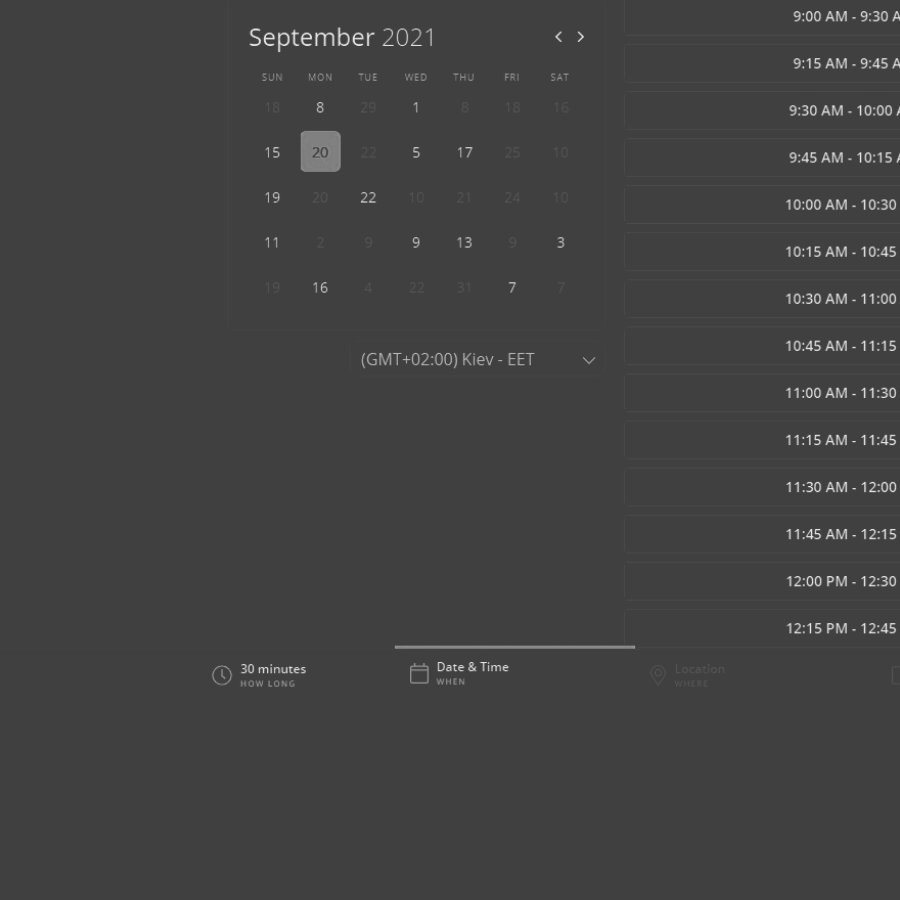 September 2021
SUN MON TUE WED THU FRI SAT
18 8 29 1 8 18 16
15 20 22 5 17 25 10
19 20 22 10 21 24 10
11 2 9 9 13 9 3
19 16 4 22 31 7 7
(GMT+02:00) Kiev - EET
9:00 AM - 9:30 A
9:15 AM - 9:45 A
9:30 AM - 10:00 A
9:45 AM - 10:15 A
10:00 AM - 10:30
10:15 AM - 10:45
10:30 AM - 11:00
10:45 AM - 11:15
11:00 AM - 11:30
11:15 AM - 11:45
11:30 AM - 12:00
11:45 AM - 12:15
12:00 PM - 12:30
12:15 PM - 12:45
30 minutes
HOW LONG
Date & Time
WHEN
Location
WHERE